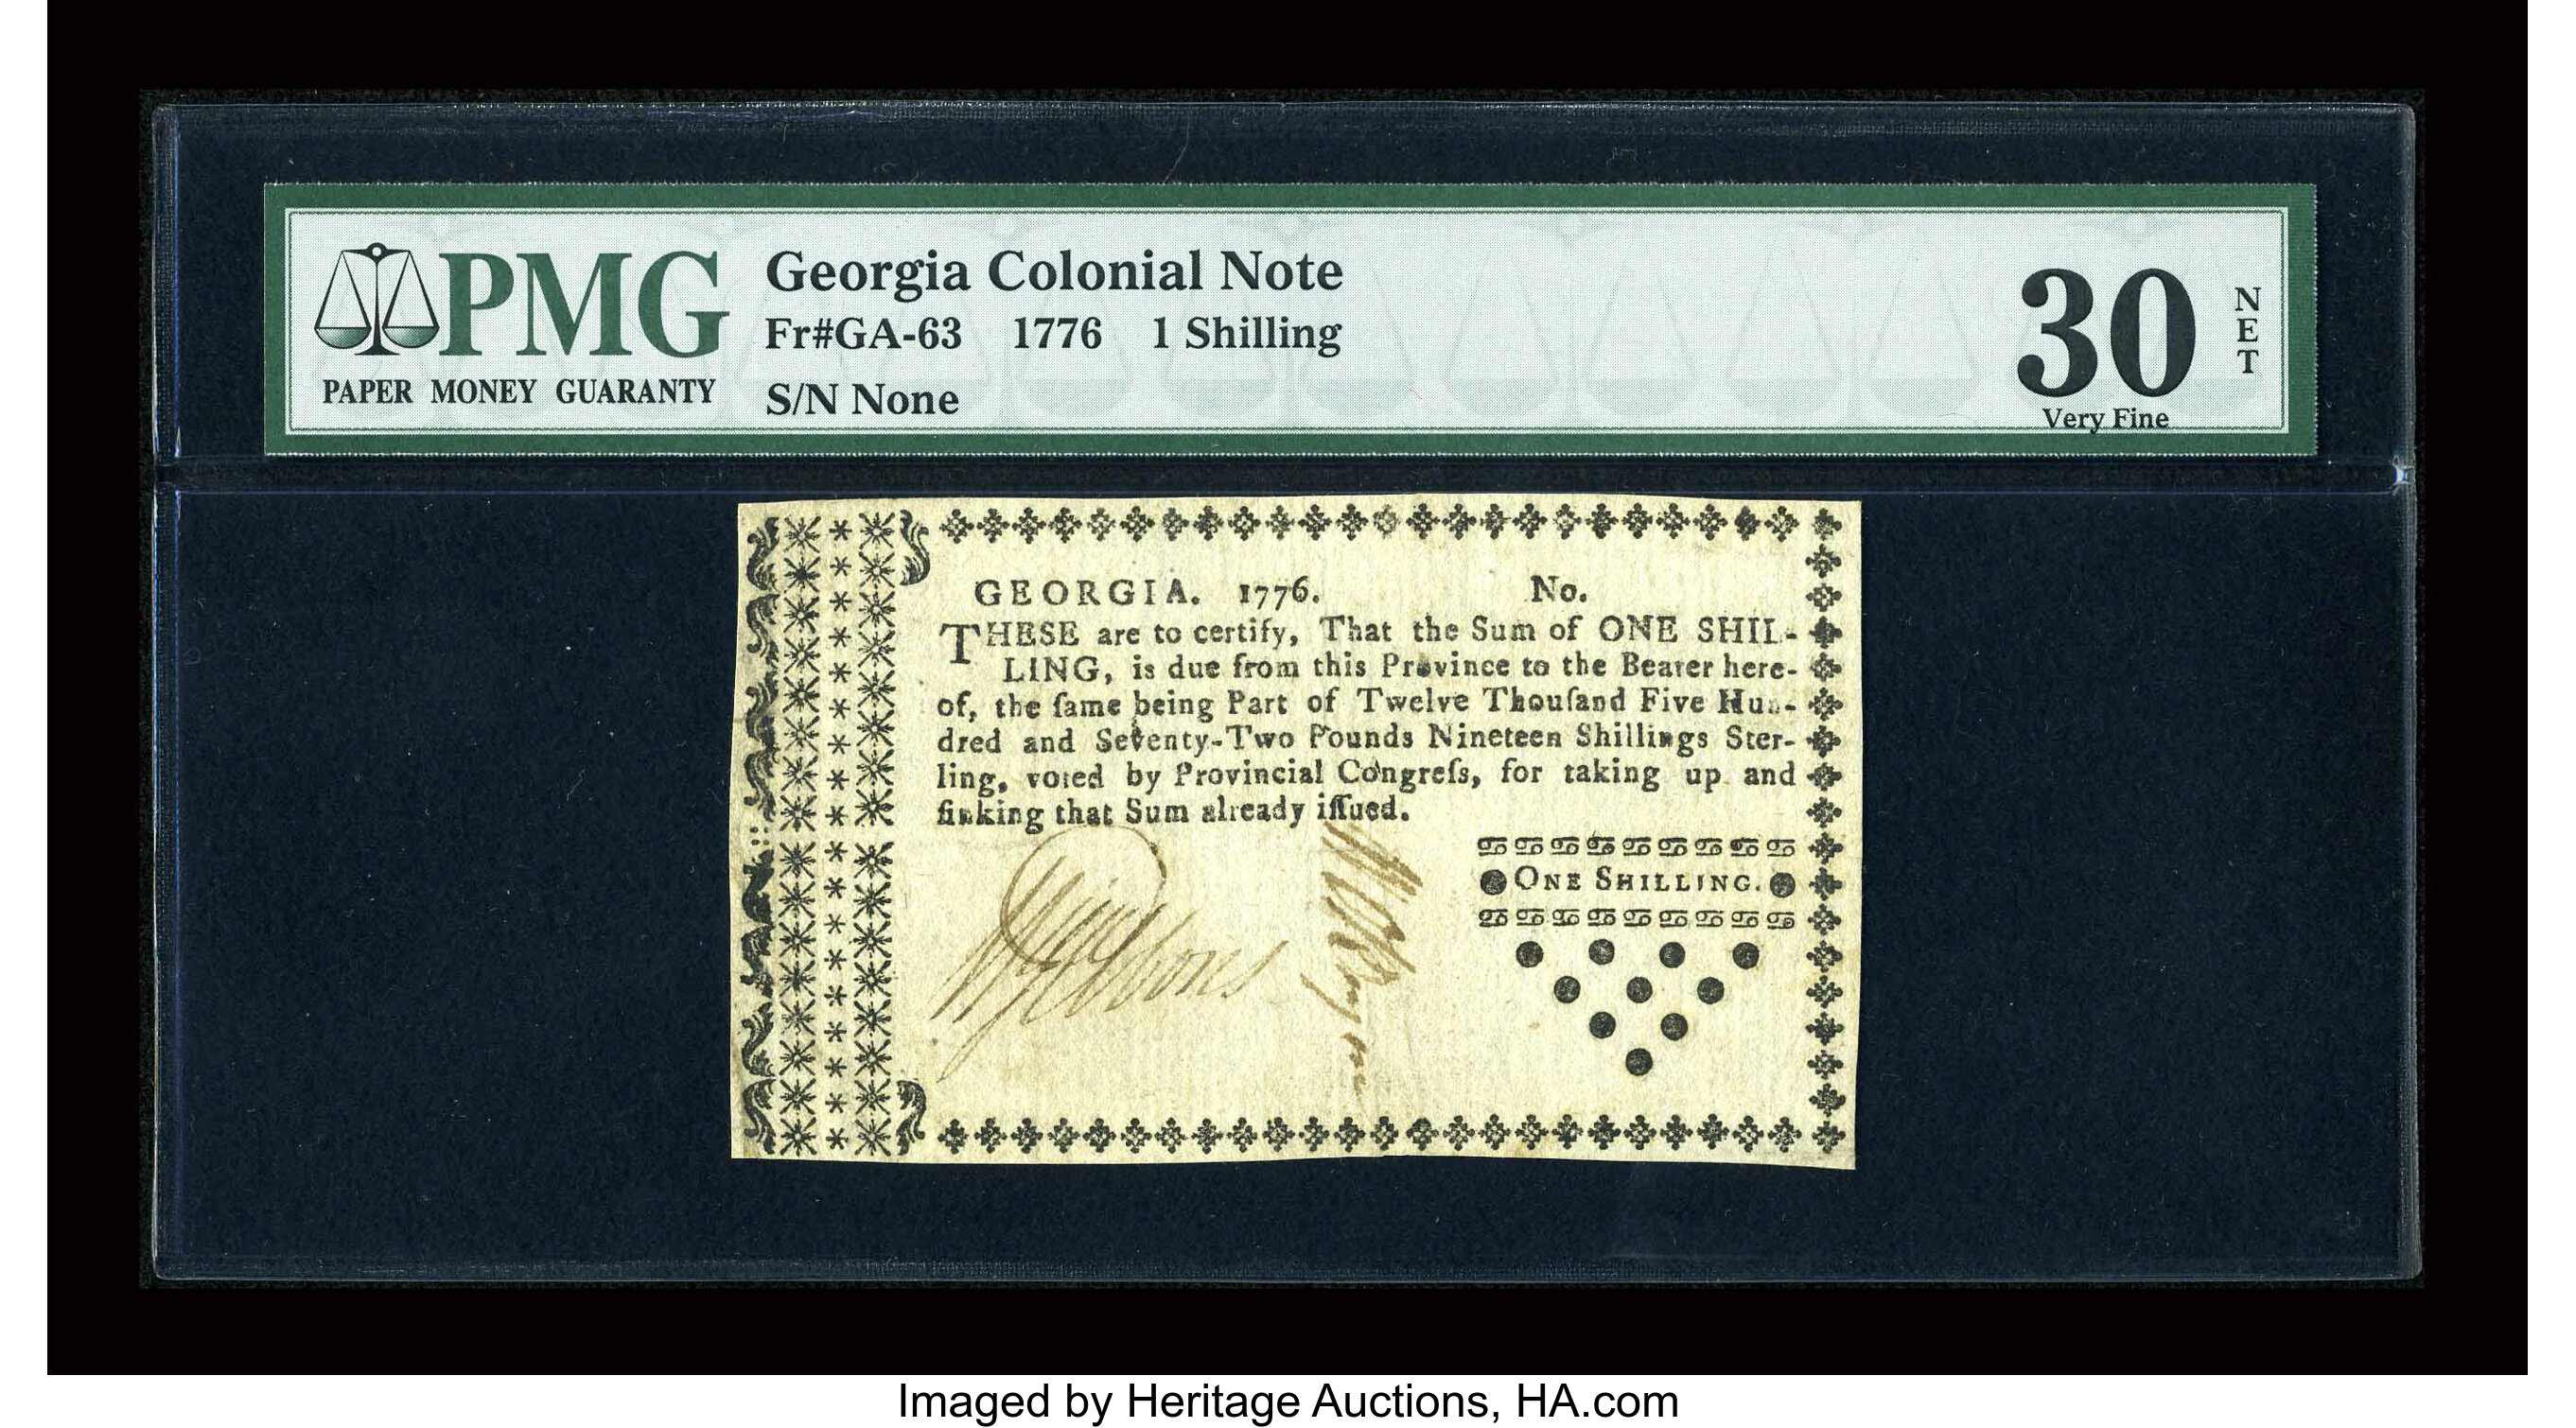 PMG
PAPER MONEY GUARANTY
Georgia Colonial Note
Fr#GA-63 1776 1 Shilling
S/N None
30
NET
Very Fine
GEORGIA. 1776. No.
THESE are to certify, That the Sum of ONE SHIL-
LING, is due from this Province to the Bearer here-
of, the ſame being Part of Twelve Thouſand Five Hun-
dred and Seventy-Two Pounds Nineteen Shillings Ster-
ling, voted by Provincial Congreſs, for taking up and
ſinking that Sum already iſſued.
ONE SHILLING.
Wm Gibbons
Imaged by Heritage Auctions, HA.com